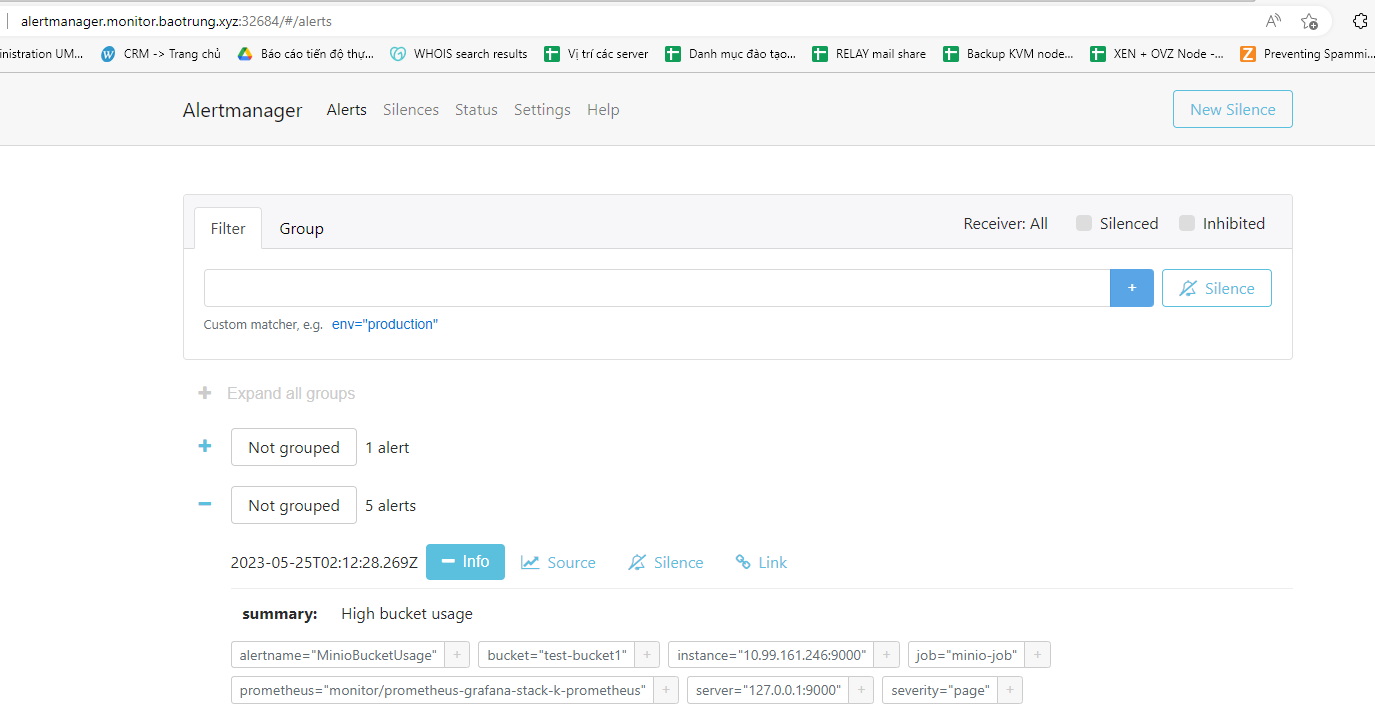 alertmanager.monitor.baotrung.xyz:32684/#/alerts
inistration UM... CRM -> Trang chủ Báo cáo tiến độ thự... WHOIS search results Vị trí các server Danh mục đào tạo... RELAY mail share Backup KVM node... XEN + OVZ Node -... Preventing Spammi...
Alertmanager Alerts Silences Status Settings Help New Silence
Filter Group Receiver: All Silenced Inhibited
+ Silence
Custom matcher, e.g. env="production"
+ Expand all groups
+ Not grouped 1 alert
− Not grouped 5 alerts
2023-05-25T02:12:28.269Z − Info Source Silence Link
summary: High bucket usage
alertname="MinioBucketUsage" + bucket="test-bucket1" + instance="10.99.161.246:9000" + job="minio-job" +
prometheus="monitor/prometheus-grafana-stack-k-prometheus" + server="127.0.0.1:9000" + severity="page" +